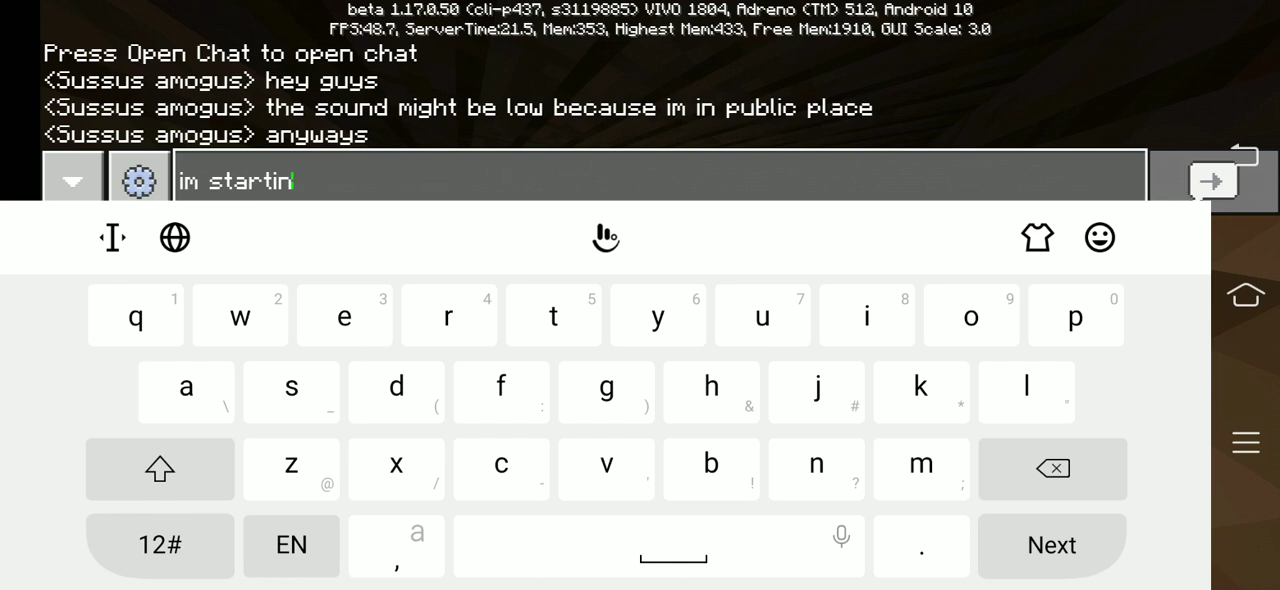 beta 1.17.0.50 (cli-p437, s3119885) VIVO 1804, Adreno (TM) 512, Android 10
FPS:48.7, ServerTime:21.5, Mem:353, Highest Mem:433, Free Mem:1910, GUI Scale: 3.0
Press Open Chat to open chat
<Sussus amogus> hey guys
<Sussus amogus> the sound might be low because im in public place
<Sussus amogus> anyways
im startin
q 1 w 2 e 3 r 4 t 5 y 6 u 7 i 8 o 9 p 0
a \ s _ d ( f : g ) h & j # k * l "
z @ x / c - v ' b ! n ? m ;
12# EN a , . Next